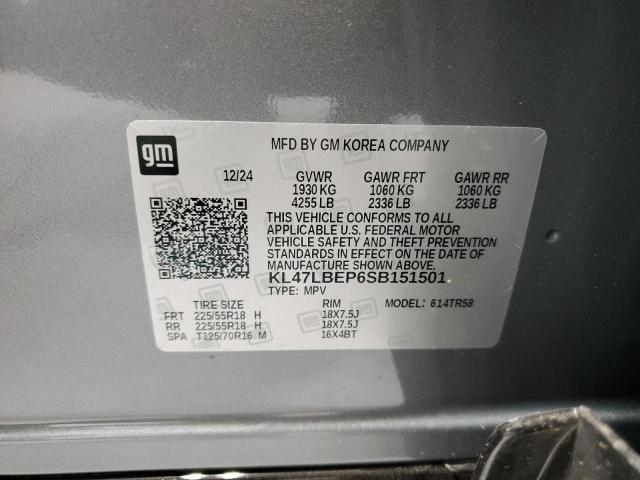 gm
MFD BY GM KOREA COMPANY
12/24 GVWR GAWR FRT GAWR RR
1930 KG 1060 KG 1060 KG
4255 LB 2336 LB 2336 LB
THIS VEHICLE CONFORMS TO ALL
APPLICABLE U.S. FEDERAL MOTOR
VEHICLE SAFETY AND THEFT PREVENTION
STANDARDS IN EFFECT ON THE DATE OF
MANUFACTURE SHOWN ABOVE.
KL47LBEP6SB151501
TYPE: MPV
TIRE SIZE RIM MODEL: 614TR58
FRT 225/55R18 H 18X7.5J
RR 225/55R18 H 18X7.5J
SPA T125/70R16 M 16X4BT